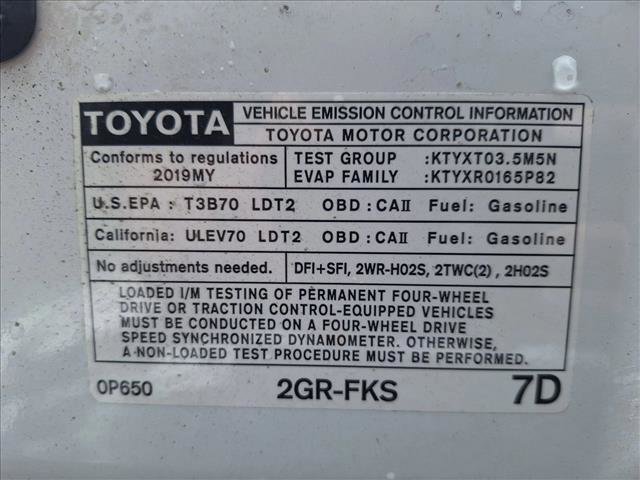 TOYOTA VEHICLE EMISSION CONTROL INFORMATION
TOYOTA MOTOR CORPORATION
Conforms to regulations
2019MY
TEST GROUP :KTYXT03.5M5N
EVAP FAMILY :KTYXR0165P82
U.S.EPA : T3B70 LDT2 OBD : CAII Fuel: Gasoline
California: ULEV70 LDT2 OBD : CAII Fuel: Gasoline
No adjustments needed. DFI+SFI, 2WR-HO2S, 2TWC(2) , 2HO2S
LOADED I/M TESTING OF PERMANENT FOUR-WHEEL
DRIVE OR TRACTION CONTROL-EQUIPPED VEHICLES
MUST BE CONDUCTED ON A FOUR-WHEEL DRIVE
SPEED SYNCHRONIZED DYNAMOMETER. OTHERWISE,
A NON-LOADED TEST PROCEDURE MUST BE PERFORMED.
0P650 2GR-FKS 7D